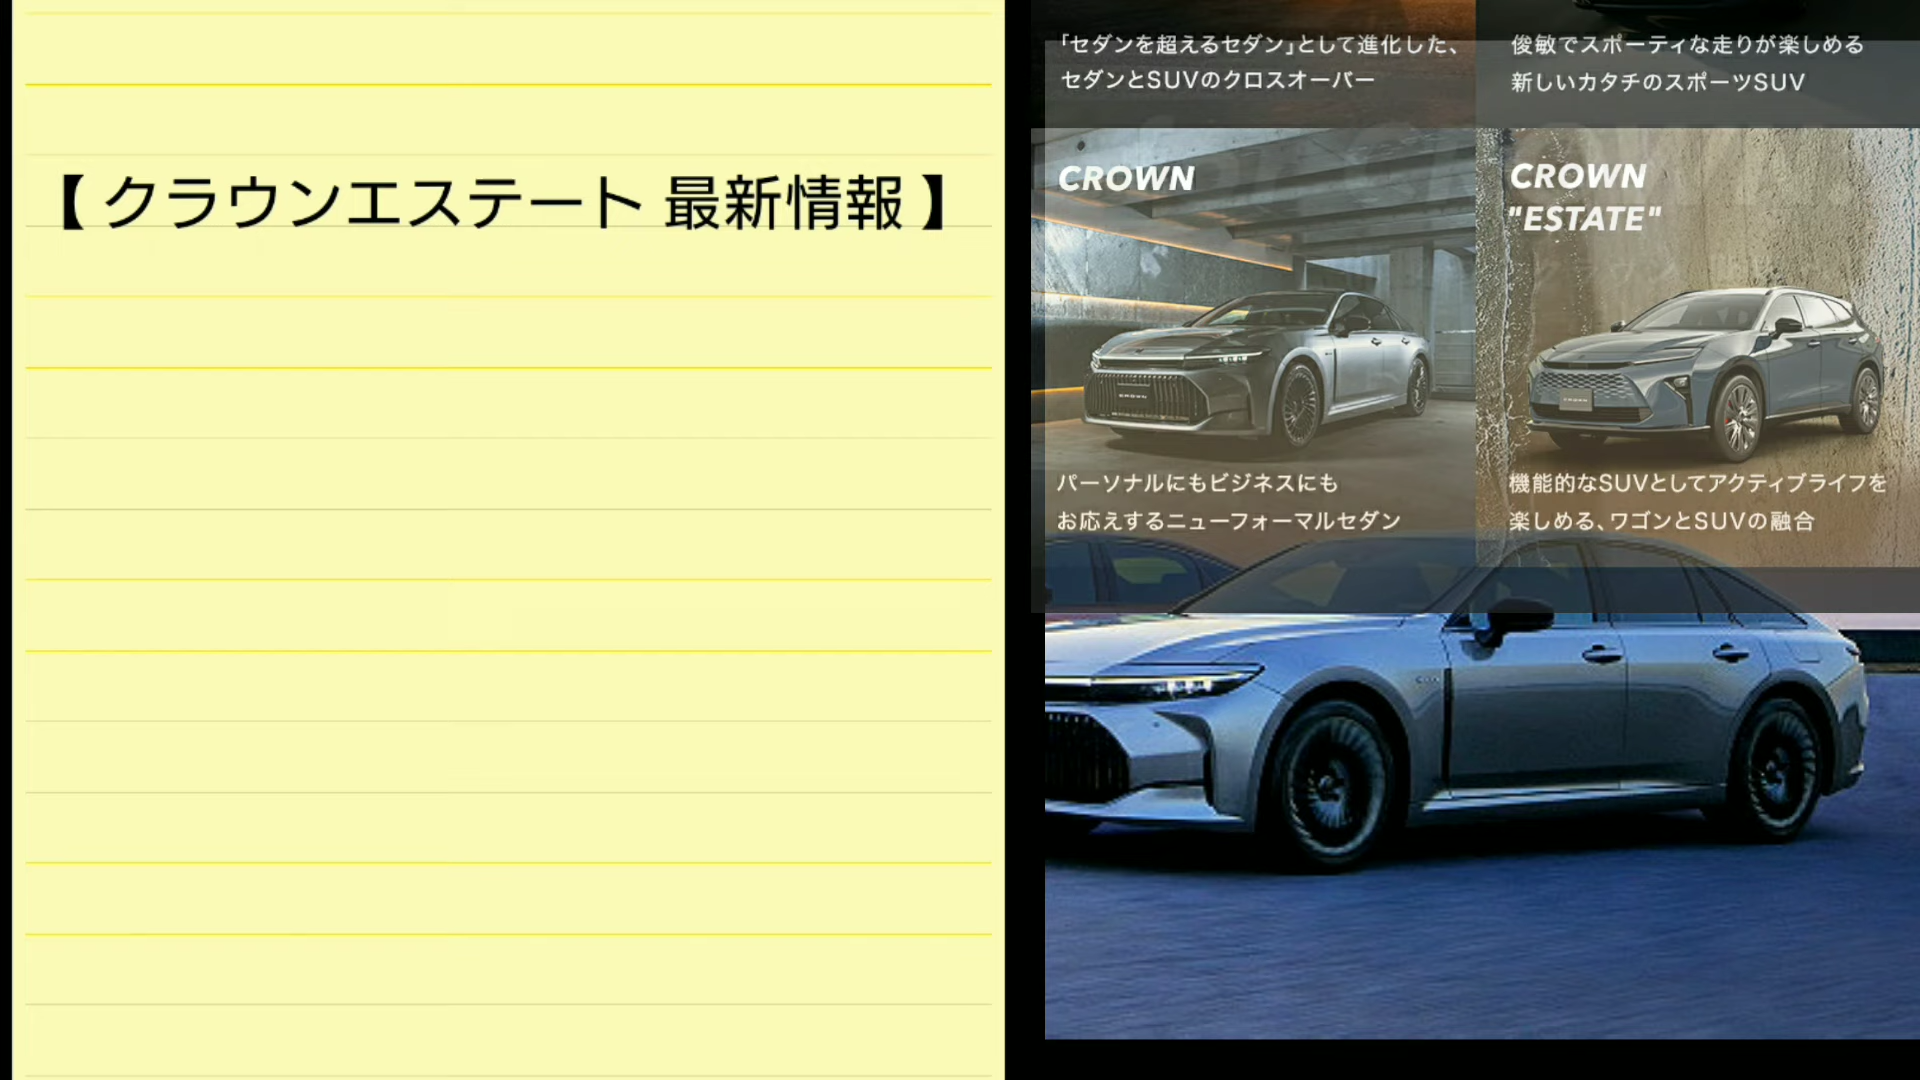 【 クラウンエステート 最新情報 】
「セダンを超えるセダン」として進化した、
セダンとSUVのクロスオーバー
俊敏でスポーティな走りが楽しめる
新しいカタチのスポーツSUV
CROWN
パーソナルにもビジネスにも
お応えするニューフォーマルセダン
CROWN
"ESTATE"
機能的なSUVとしてアクティブライフを
楽しめる、ワゴンとSUVの融合